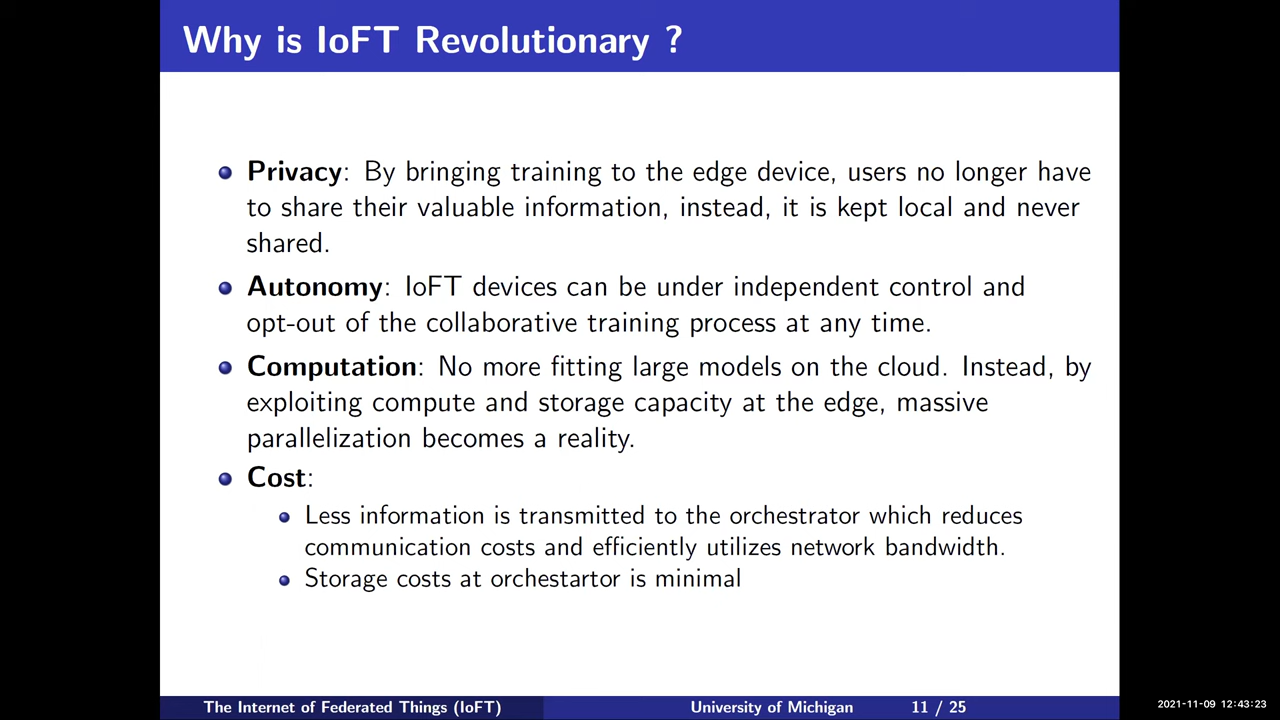 Why is IoFT Revolutionary ?
Privacy: By bringing training to the edge device, users no longer have
to share their valuable information, instead, it is kept local and never
shared.
Autonomy: IoFT devices can be under independent control and
opt-out of the collaborative training process at any time.
Computation: No more fitting large models on the cloud. Instead, by
exploiting compute and storage capacity at the edge, massive
parallelization becomes a reality.
Cost:
Less information is transmitted to the orchestrator which reduces
communication costs and efficiently utilizes network bandwidth.
Storage costs at orchestartor is minimal
The Internet of Federated Things (IoFT)
University of Michigan
11 / 25
2021-11-09 12:43:23